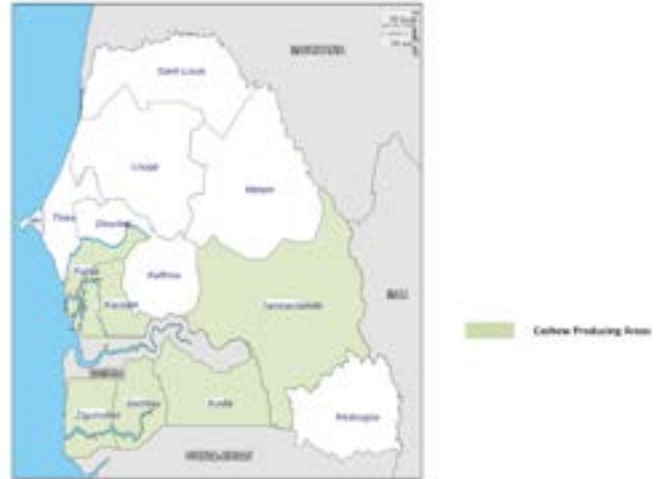 Saint-Louis
Louga
Matam
Thies
Diourbel
Fatick
Kaffrine
Kaolack
Tambacounda
MALI
Cashew Producing Areas
Ziguinchor
Sedhiou
Kolda
Kedougou